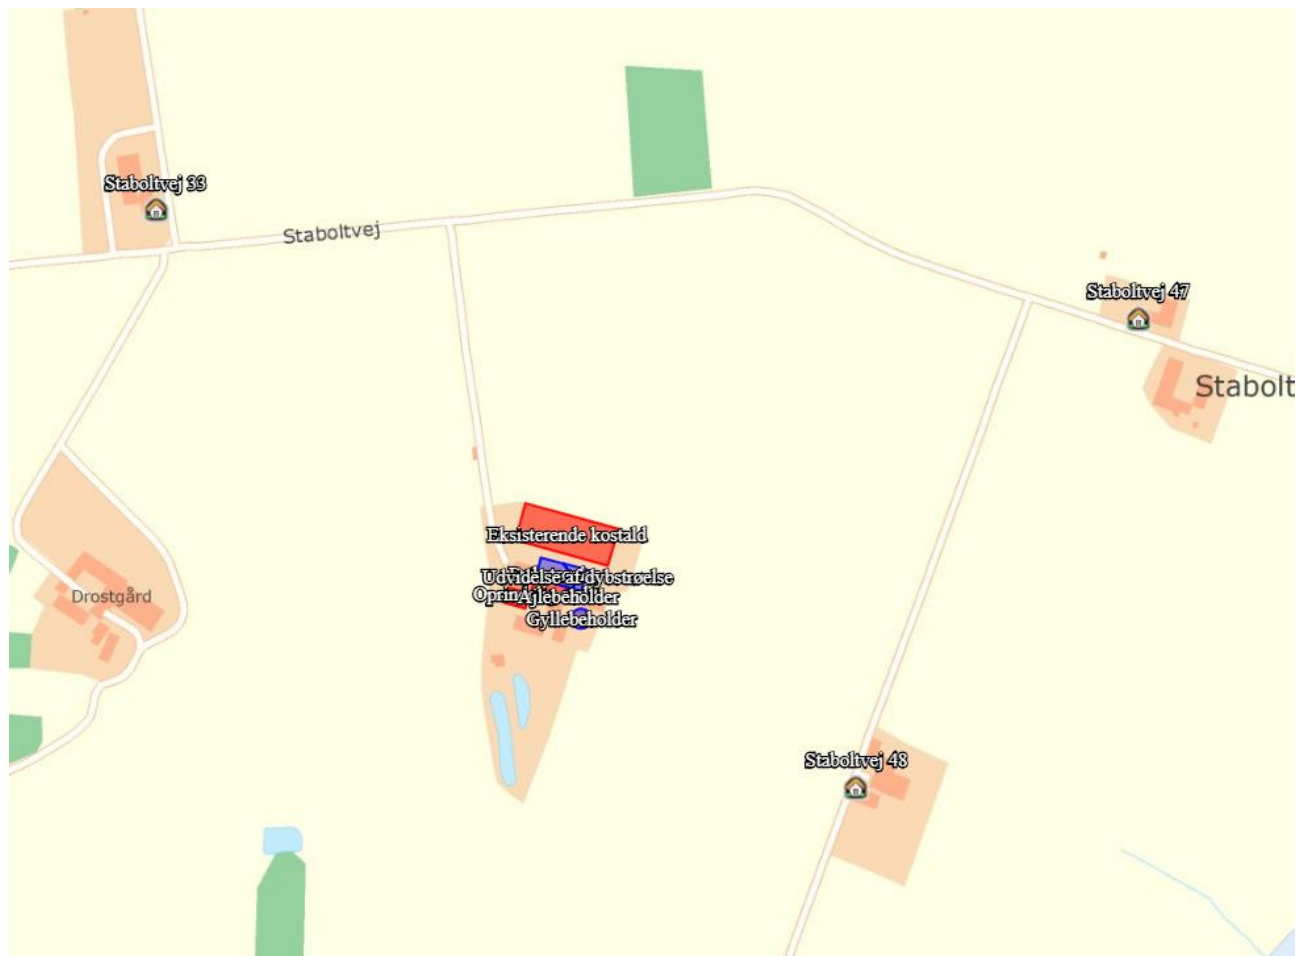 Staboltvej 33
Staboltvej
Staboltvej 47
Stabolt
Eksisterende kostald
Udvidelse af dybstrøelse
Ajlebeholder
Drostgård
Gyllebeholder
Staboltvej 48